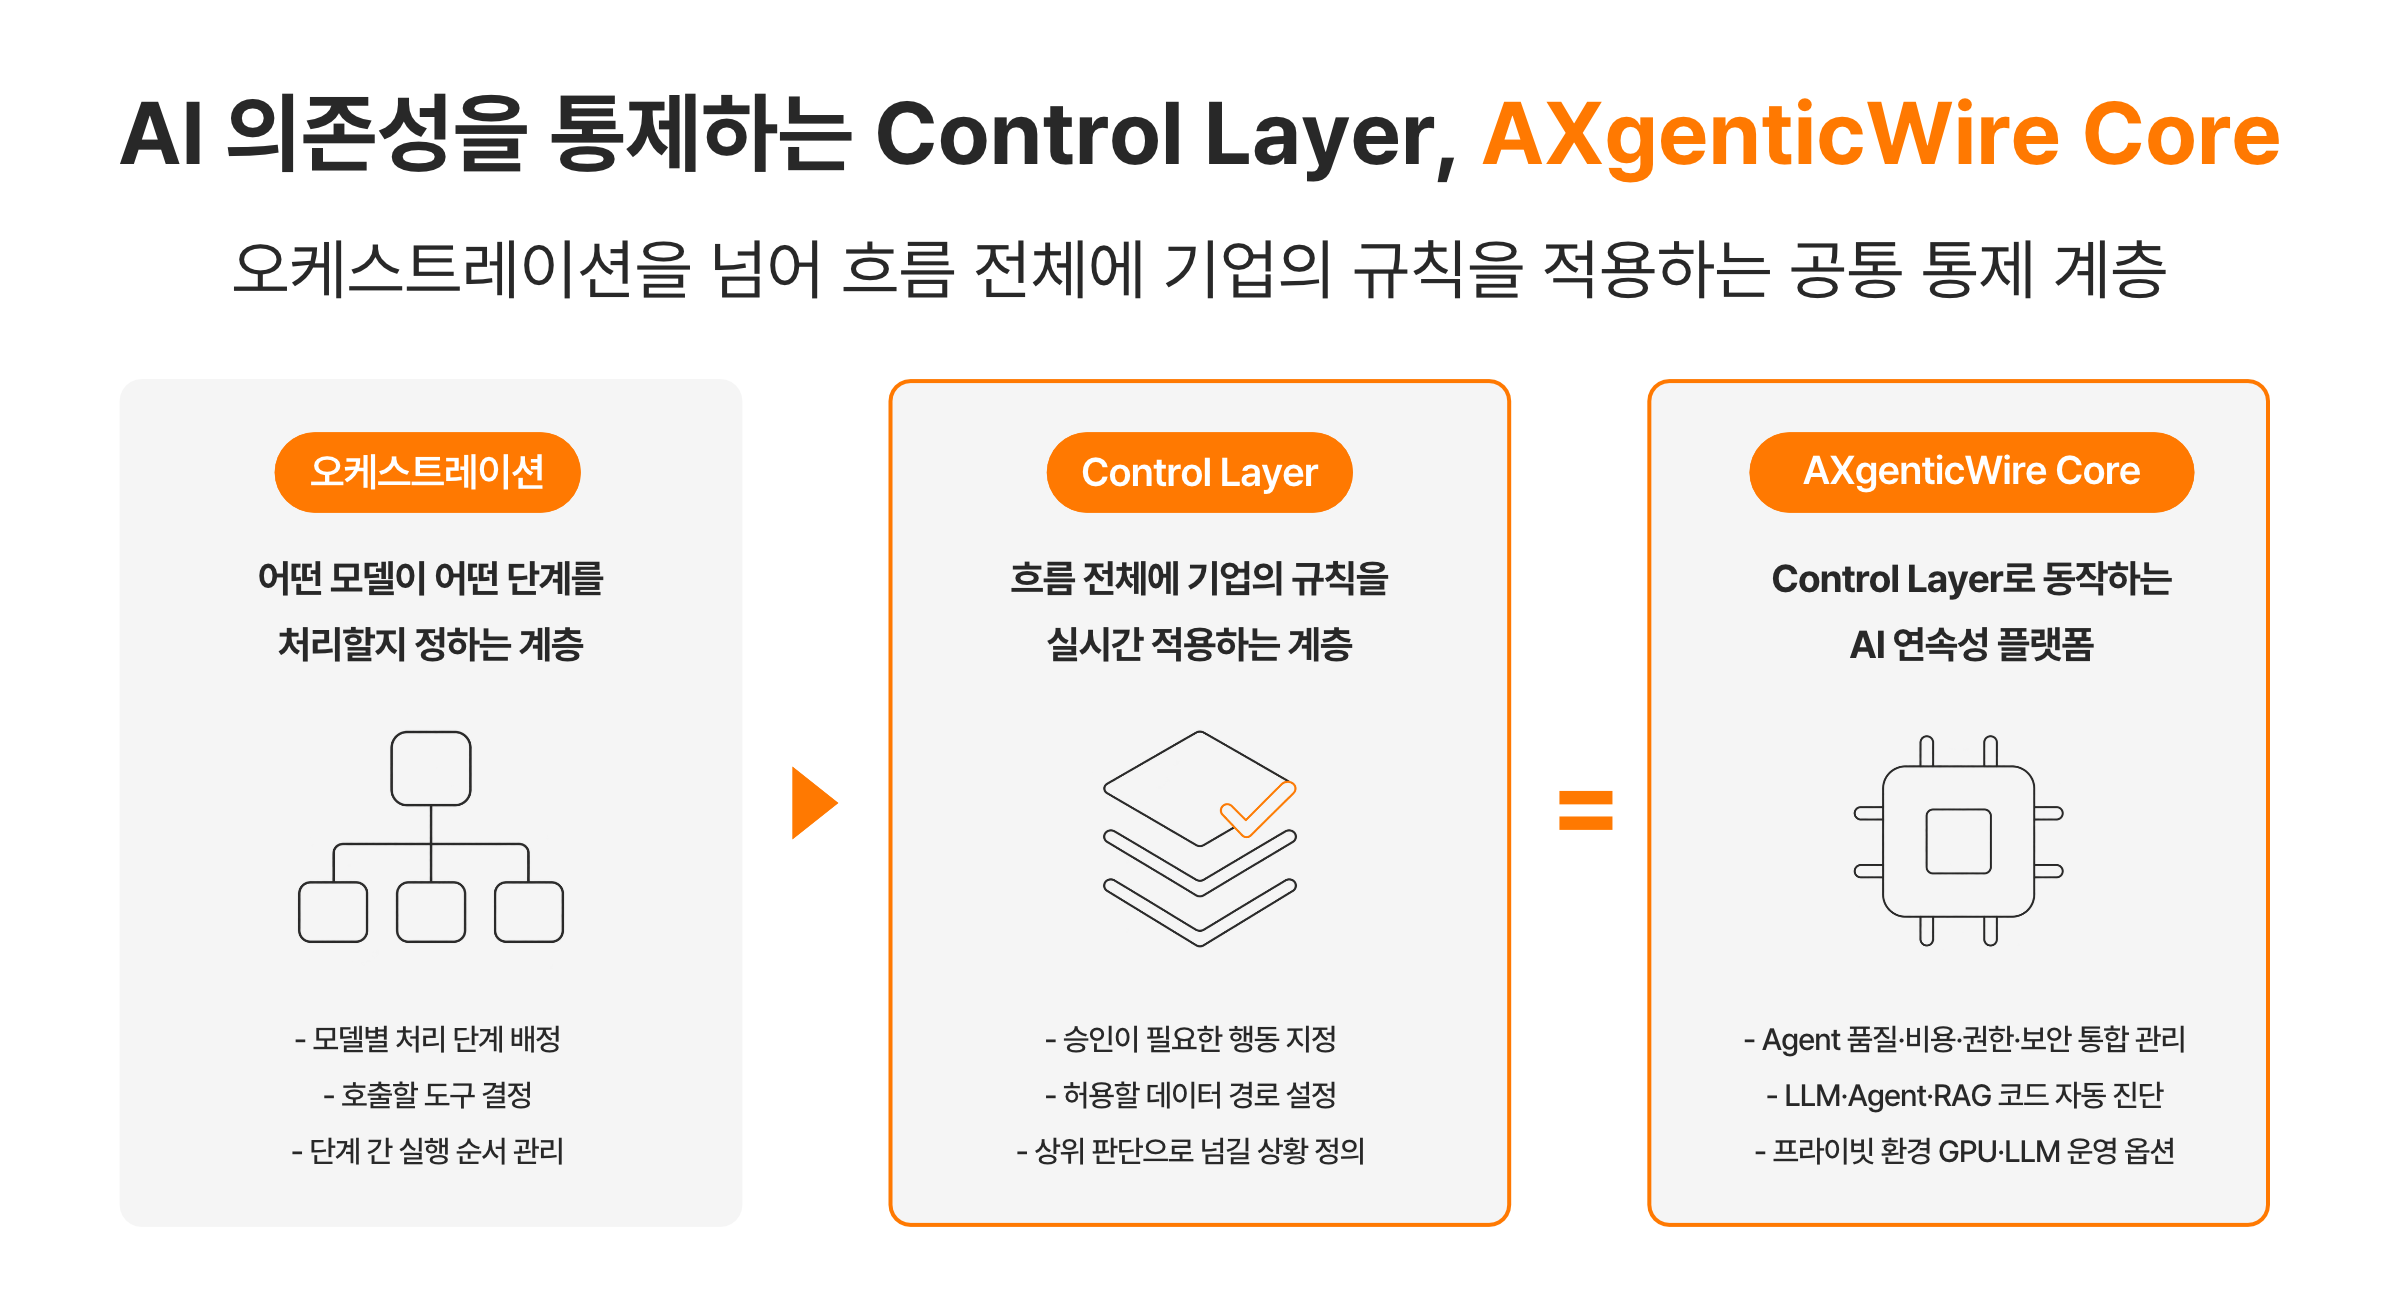 AI 의존성을 통제하는 Control Layer, AXgenticWire Core
오케스트레이션을 넘어 흐름 전체에 기업의 규칙을 적용하는 공통 통제 계층
오케스트레이션
어떤 모델이 어떤 단계를
처리할지 정하는 계층
- 모델별 처리 단계 배정
- 호출할 도구 결정
- 단계 간 실행 순서 관리
Control Layer
흐름 전체에 기업의 규칙을
실시간 적용하는 계층
- 승인이 필요한 행동 지정
- 허용할 데이터 경로 설정
- 상위 판단으로 넘길 상황 정의
=
AXgenticWire Core
Control Layer로 동작하는
AI 연속성 플랫폼
- Agent 품질·비용·권한·보안 통합 관리
- LLM·Agent·RAG 코드 자동 진단
- 프라이빗 환경 GPU·LLM 운영 옵션